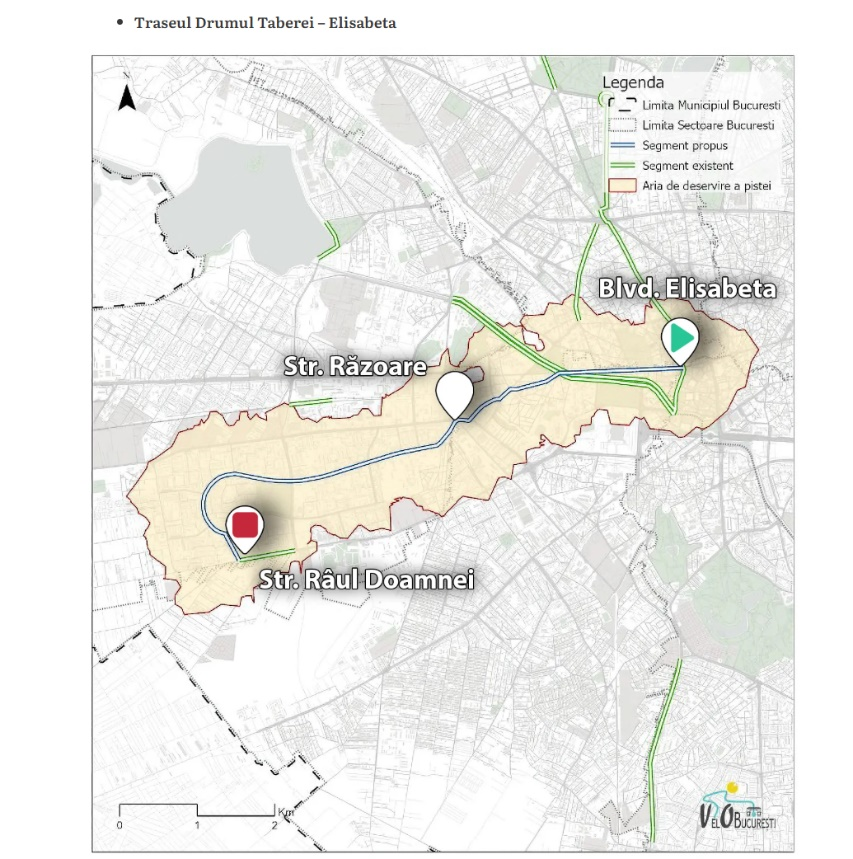 • Traseul Drumul Taberei – Elisabeta
N
Legenda
Limita Municipiul Bucuresti
Limita Sectoare Bucuresti
Segment propus
Segment existent
Aria de deservire a pistei
Blvd. Elisabeta
Str. Răzoare
Str. Râul Doamnei
Km
0 1 2
VELOBUCUREȘTI